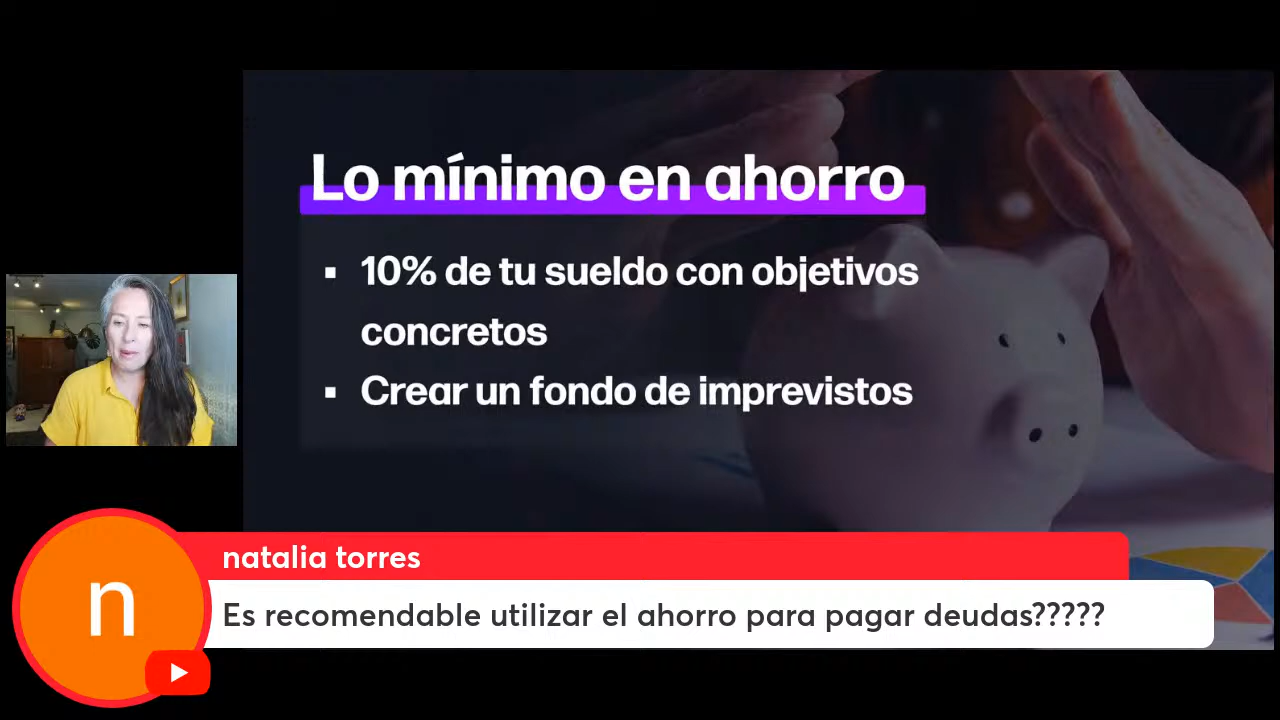 Lo mínimo en ahorro
▪ 10% de tu sueldo con objetivos
concretos
▪ Crear un fondo de imprevistos
n
natalia torres
Es recomendable utilizar el ahorro para pagar deudas?????